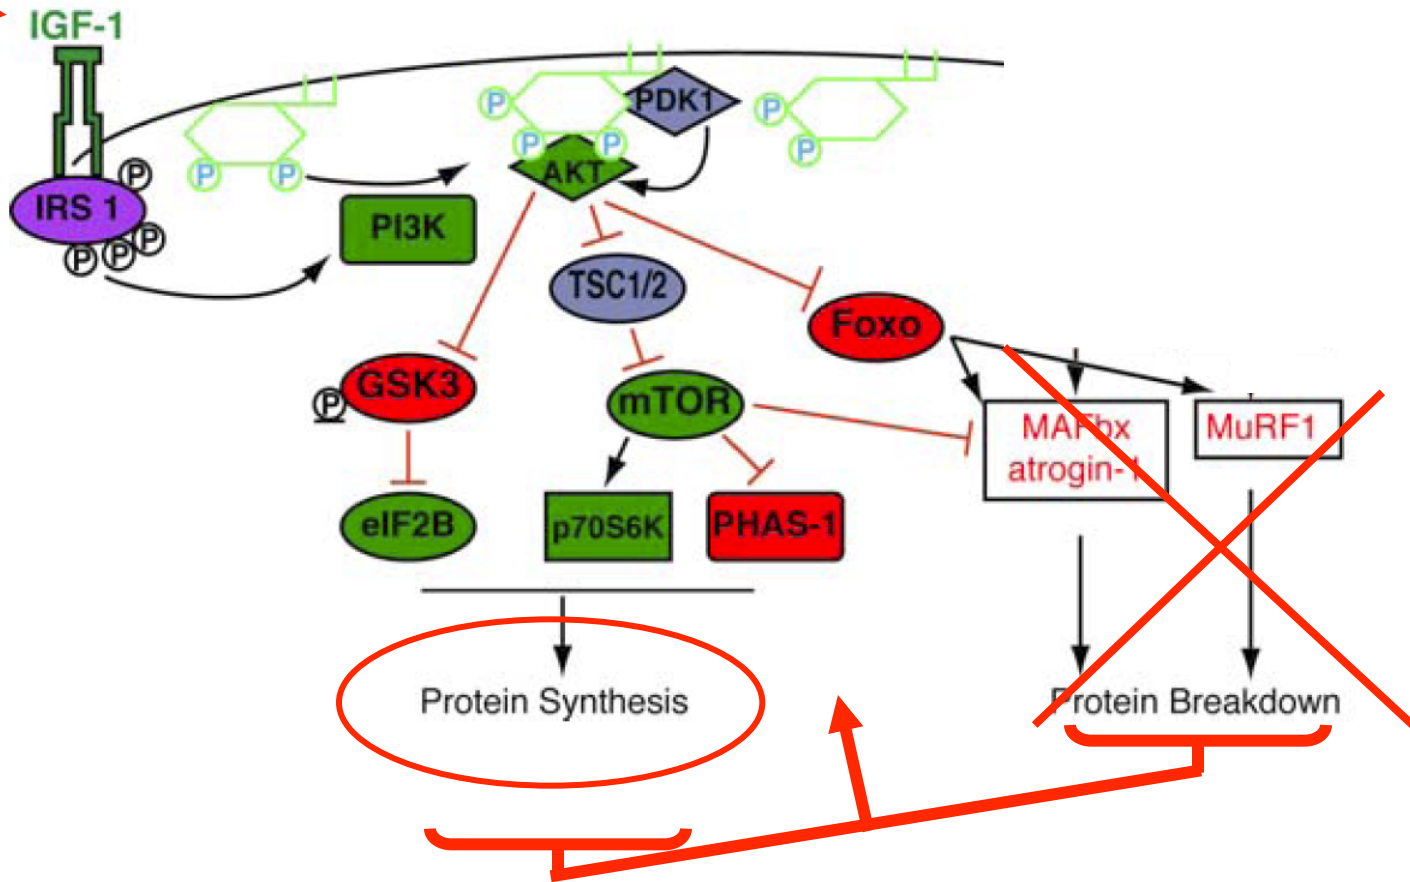 IGF-1
P
PDK1
P
P
P
AKT
P
P
P
P
IRS 1
P
P
P
PI3K
TSC1/2
Foxo
GSK3
P
mTOR
MAFbx
atrogin-1
MuRF1
eIF2B
p70S6K
PHAS-1
Protein Synthesis
Protein Breakdown